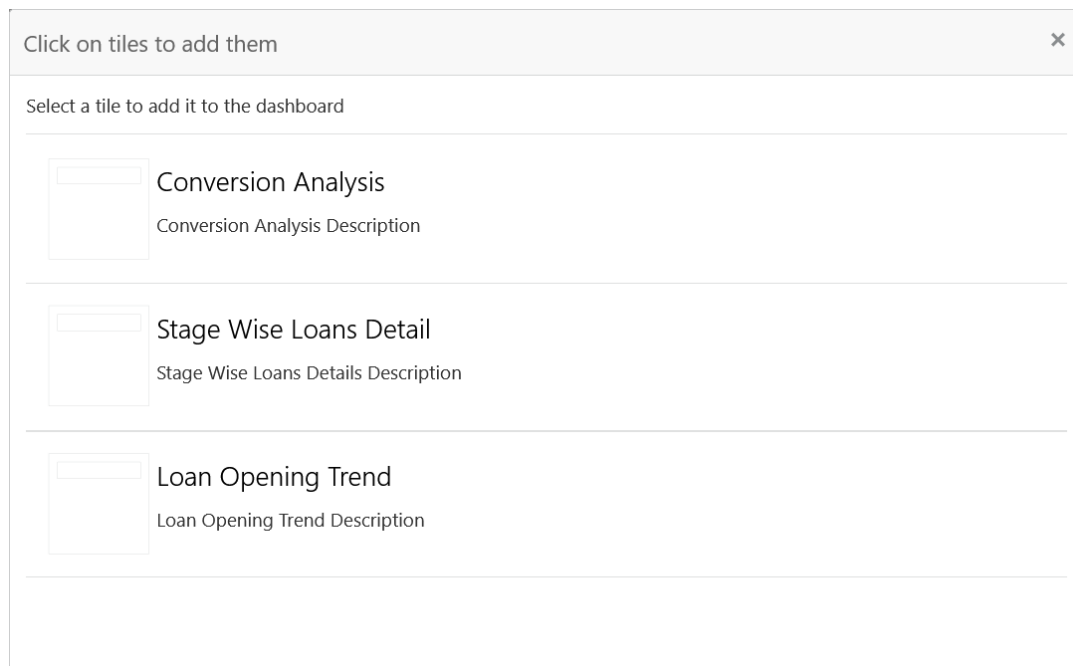 Click on tiles to add them
Select a tile to add it to the dashboard
Conversion Analysis
Conversion Analysis Description
Stage Wise Loans Detail
Stage Wise Loans Details Description
Loan Opening Trend
Loan Opening Trend Description